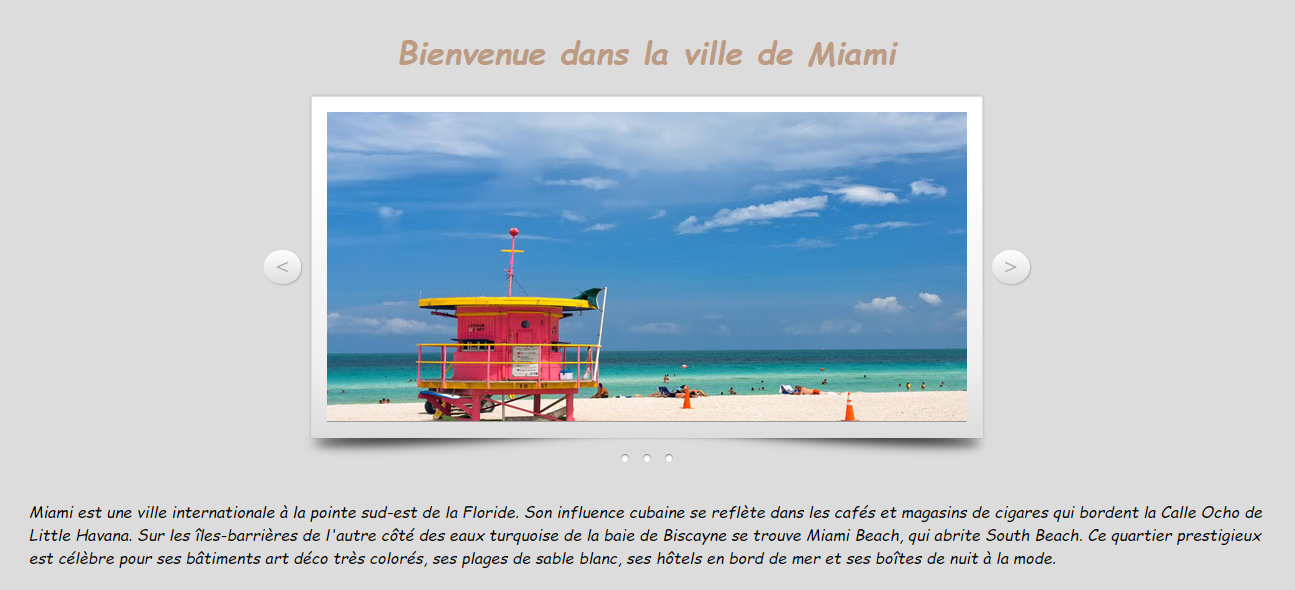 Bienvenue dans la ville de Miami
<
>
Miami est une ville internationale à la pointe sud-est de la Floride. Son influence cubaine se reflète dans les cafés et magasins de cigares qui bordent la Calle Ocho de
Little Havana. Sur les îles-barrières de l'autre côté des eaux turquoise de la baie de Biscayne se trouve Miami Beach, qui abrite South Beach. Ce quartier prestigieux
est célèbre pour ses bâtiments art déco très colorés, ses plages de sable blanc, ses hôtels en bord de mer et ses boîtes de nuit à la mode.